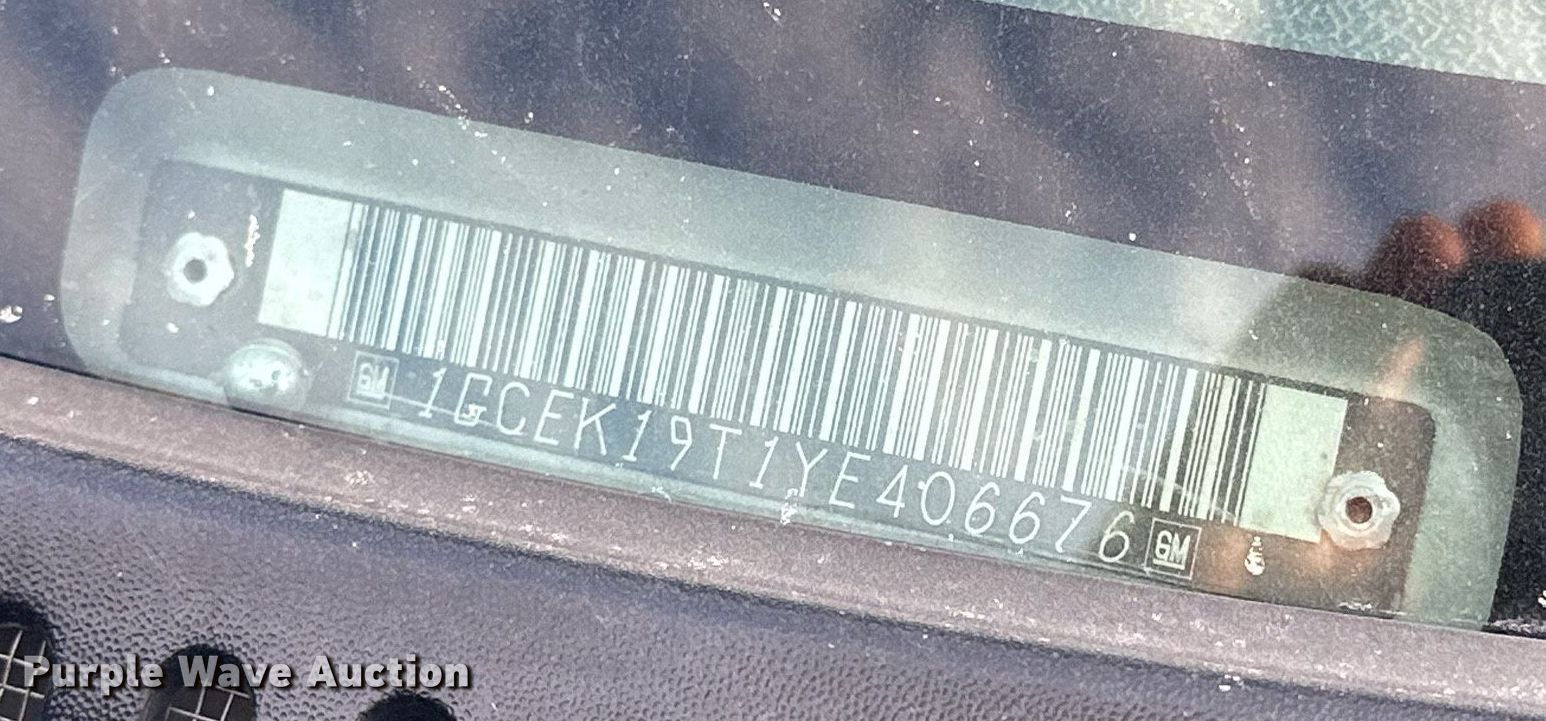 GM 1GCEK19T1YE406676 GM
Purple Wave Auction